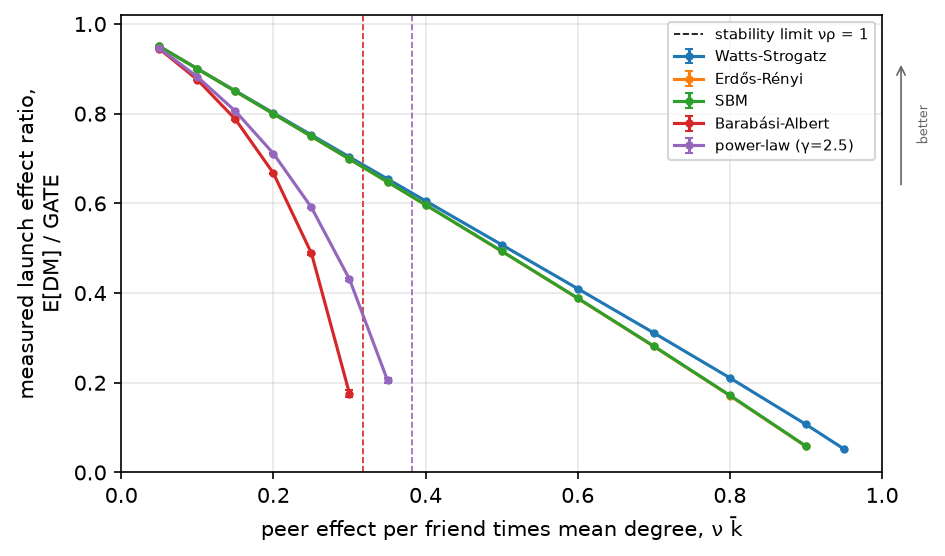 measured launch effect ratio,
E[DM] / GATE
1.0
0.8
0.6
0.4
0.2
0.0
0.0
0.2
0.4
0.6
0.8
1.0
peer effect per friend times mean degree, ν k̄
stability limit νρ = 1
Watts-Strogatz
Erdős-Rényi
SBM
Barabási-Albert
power-law (γ=2.5)
better